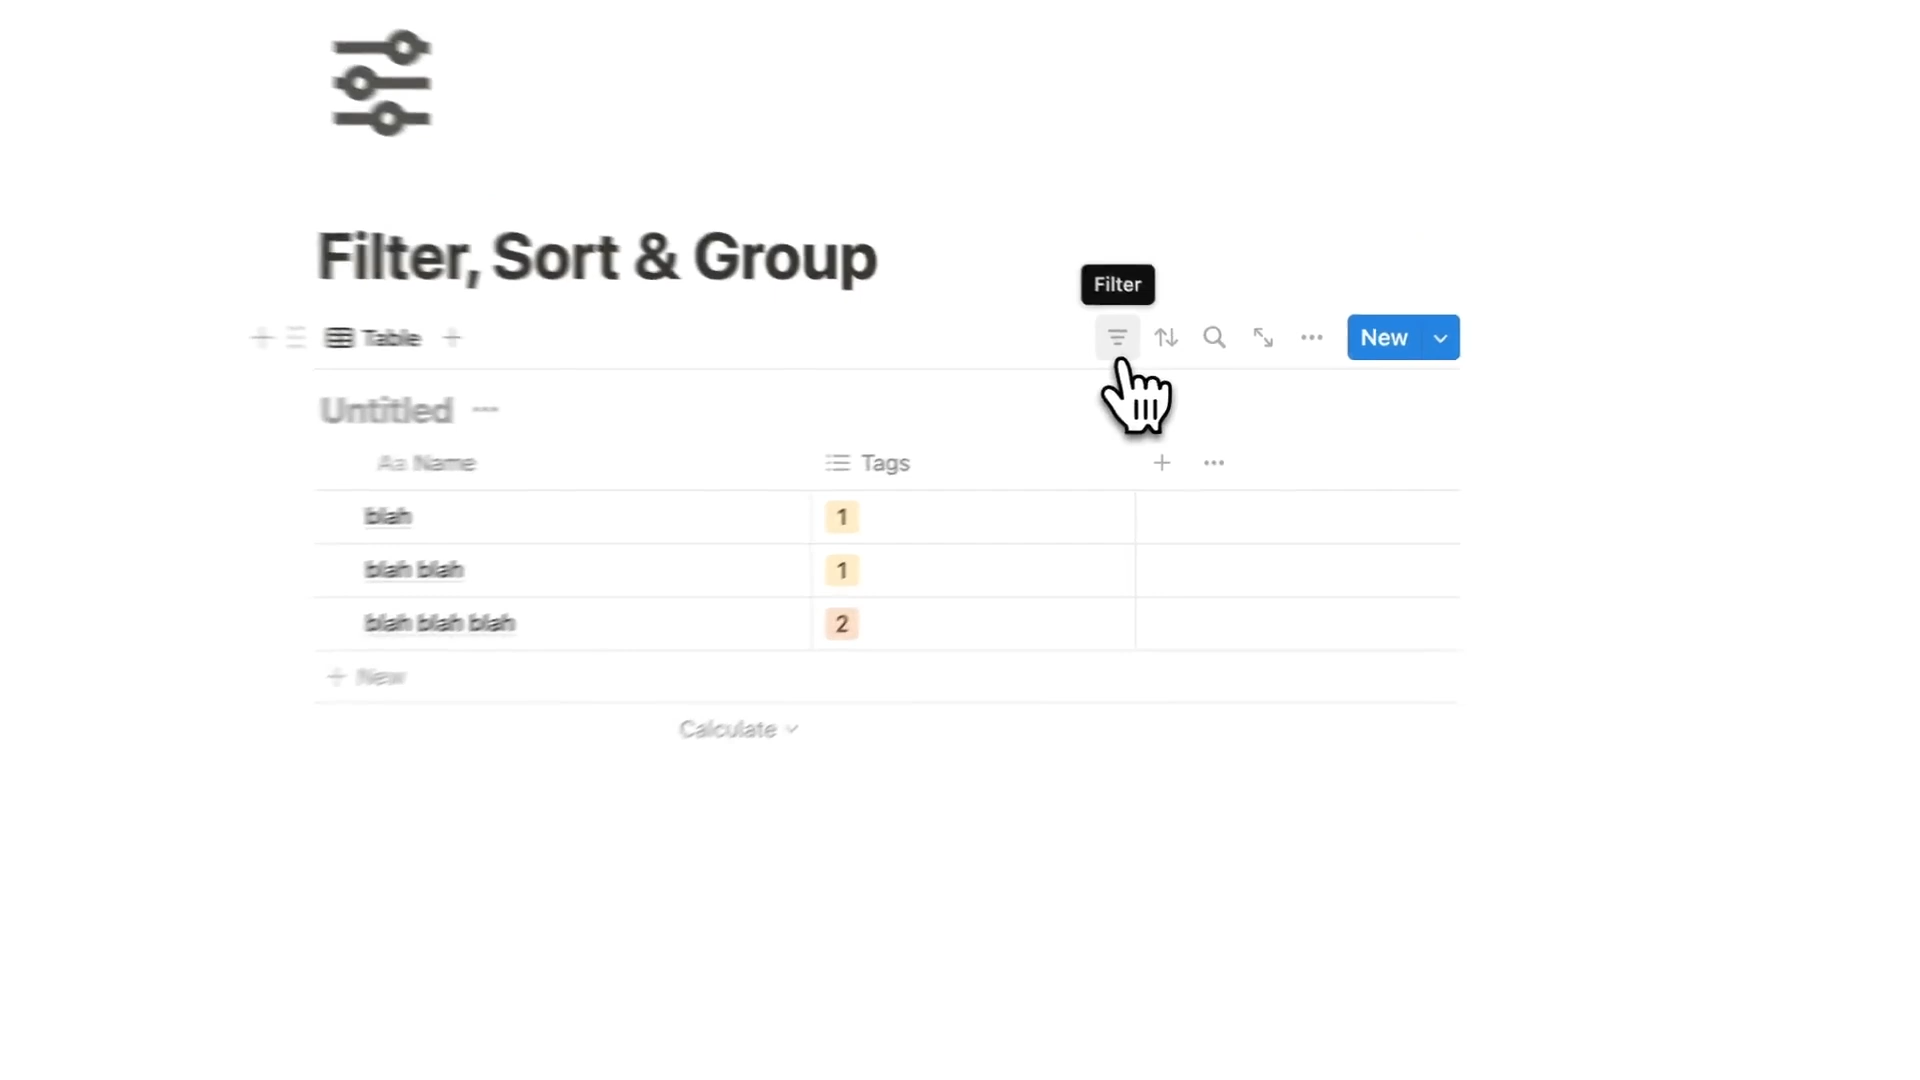 Filter, Sort & Group
Filter
Table
New
Untitled
Aa Name
Tags
blah
1
blah blah
1
blah blah blah
2
+ New
Calculate